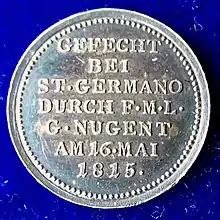 GEFECHT
BEI
ST·GERMANO
DURCH F·M·L·
G·NUGENT
AM 16·MAI
1815.